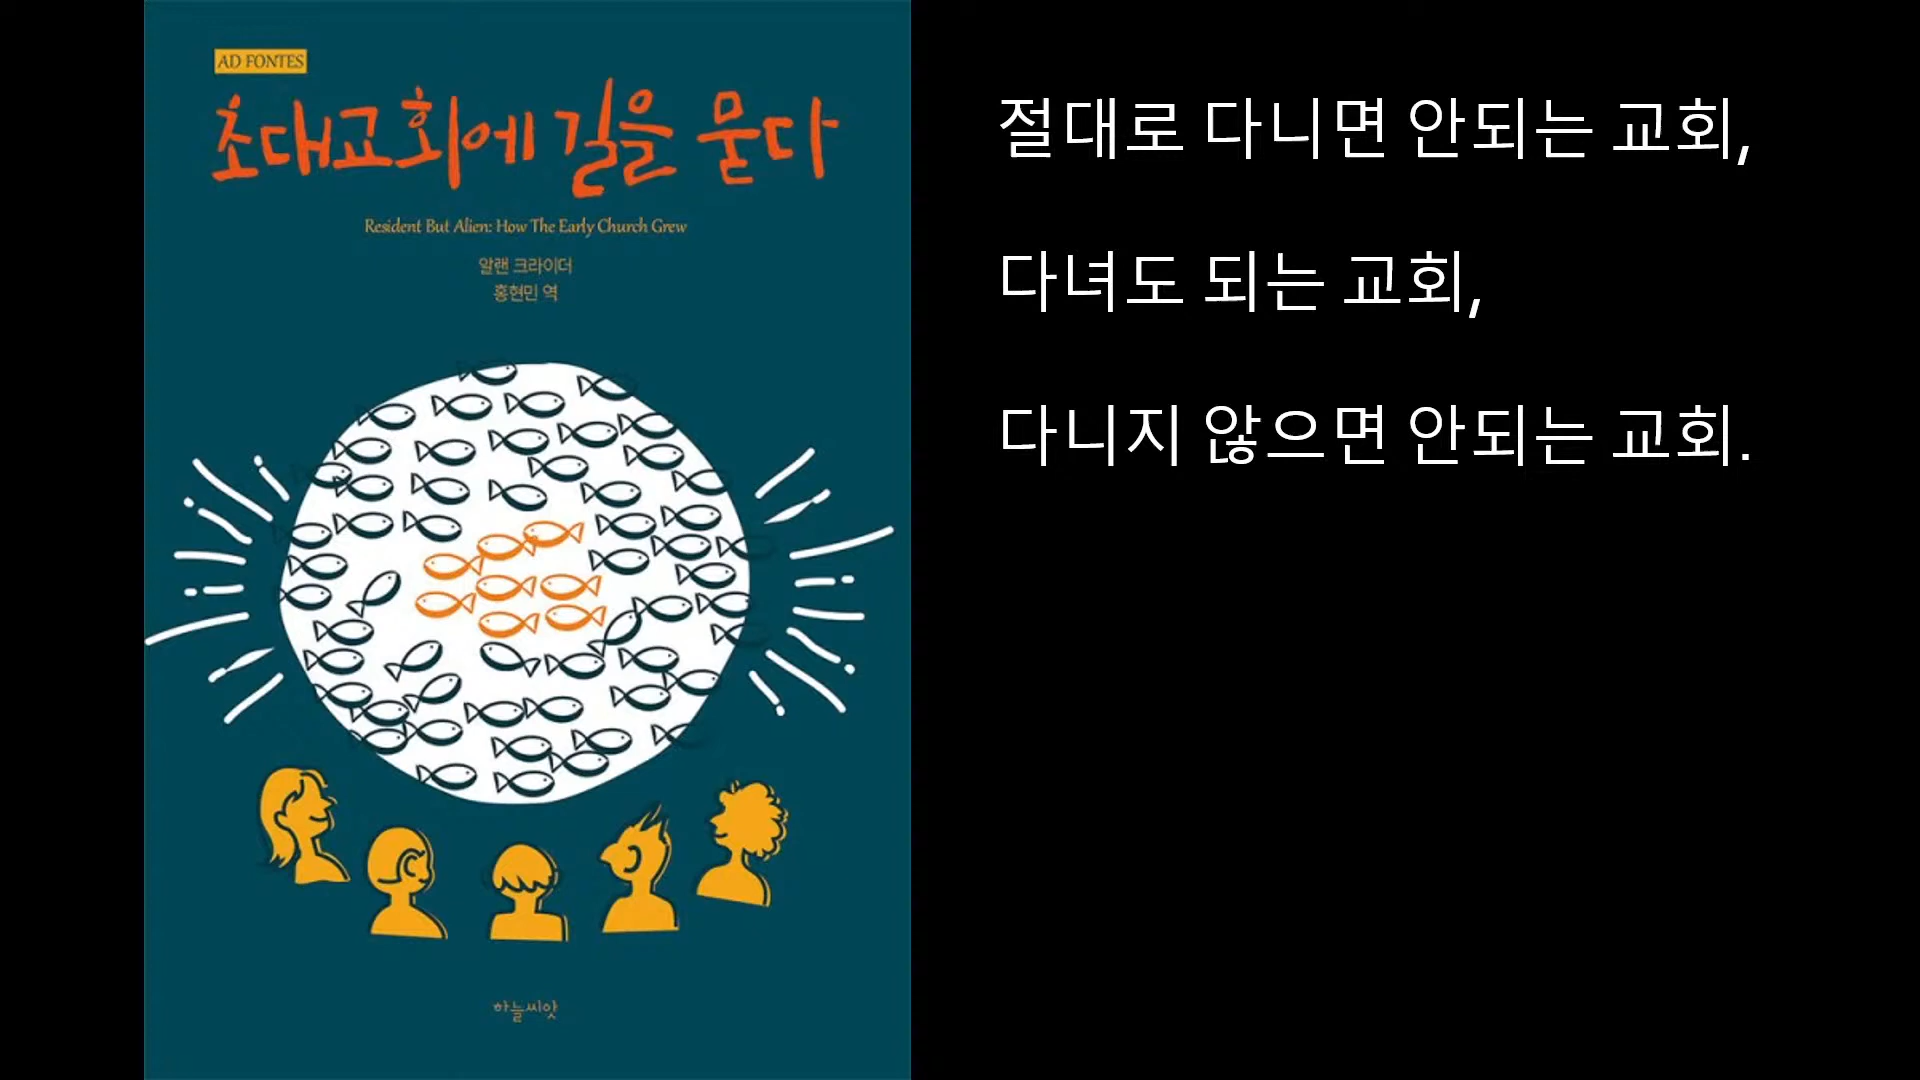 AD FONTES
초대교회에 길을 묻다
Resident But Alien: How The Early Church Grew
알랜 크라이더
홍현민 역
하늘씨앗
절대로 다니면 안되는 교회,
다녀도 되는 교회,
다니지 않으면 안되는 교회.